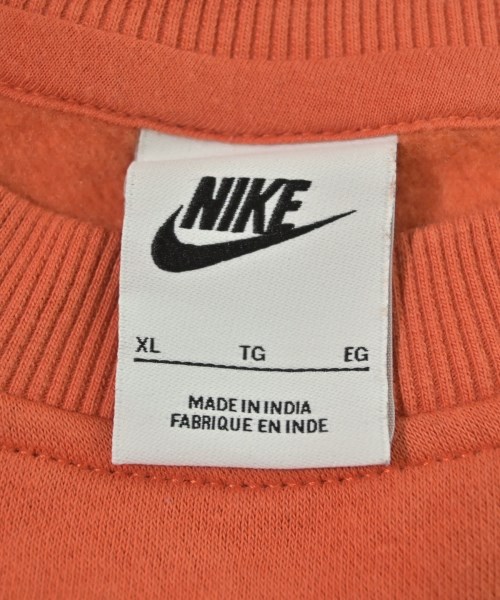 NIKE
XL TG EG
MADE IN INDIA
FABRIQUE EN INDE